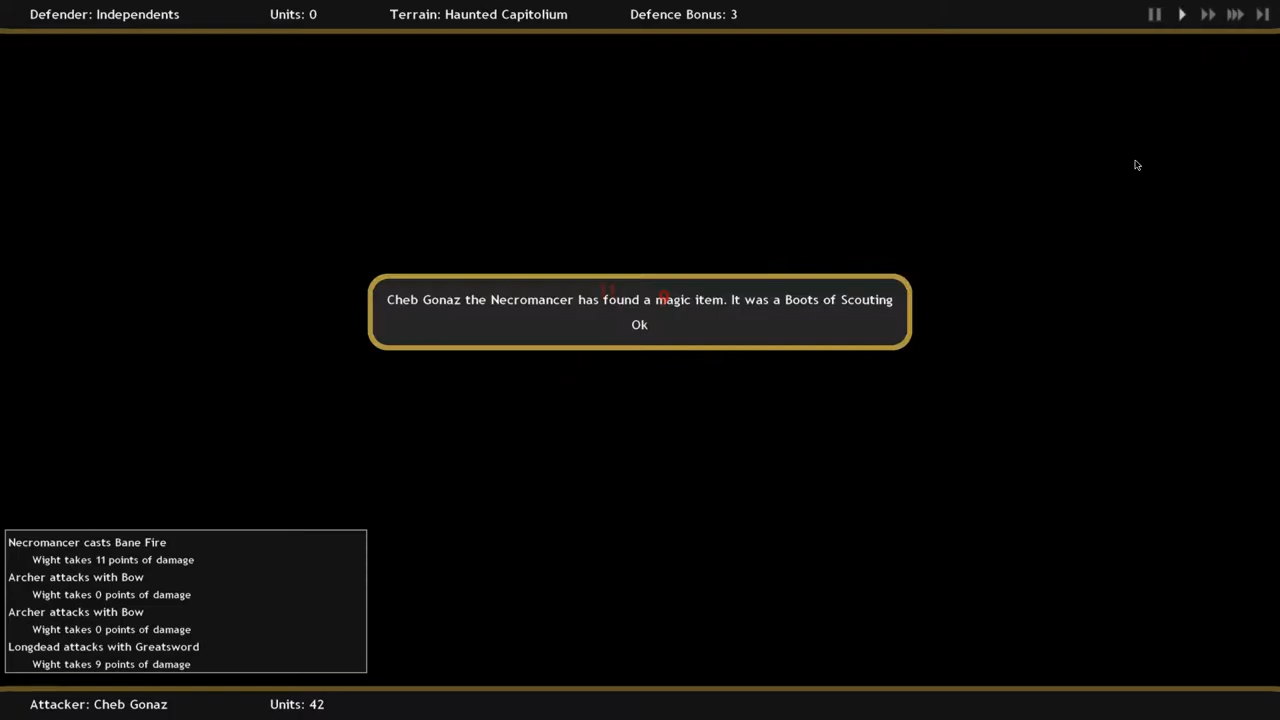 Defender: Independents Units: 0 Terrain: Haunted Capitolium Defence Bonus: 3
Cheb Gonaz the Necromancer has found a magic item. It was a Boots of Scouting
Ok
Necromancer casts Bane Fire
Wight takes 11 points of damage
Archer attacks with Bow
Wight takes 0 points of damage
Archer attacks with Bow
Wight takes 0 points of damage
Longdead attacks with Greatsword
Wight takes 9 points of damage
Attacker: Cheb Gonaz Units: 42